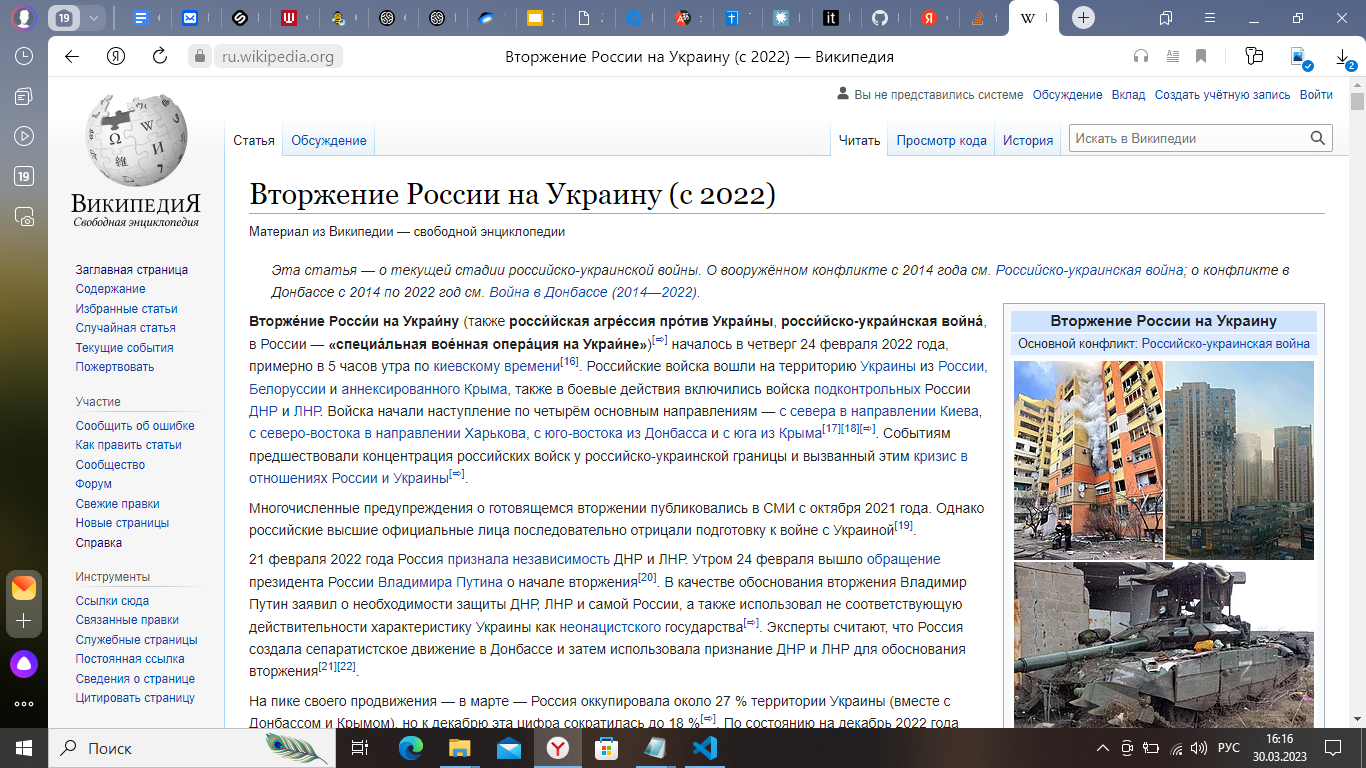 19
Вторжение России на Украину (с 2022) — Википедия
ru.wikipedia.org
2
19
Вы не представились системе Обсуждение Вклад Создать учётную запись Войти
Статья Обсуждение Читать Просмотр кода История Искать в Википедии
ВикипедиЯ
Свободная энциклопедия
Заглавная страница
Содержание
Избранные статьи
Случайная статья
Текущие события
Пожертвовать
Участие
Сообщить об ошибке
Как править статьи
Сообщество
Форум
Свежие правки
Новые страницы
Справка
Инструменты
Ссылки сюда
Связанные правки
Служебные страницы
Постоянная ссылка
Сведения о странице
Цитировать страницу
Вторжение России на Украину (с 2022)
Материал из Википедии — свободной энциклопедии
Эта статья — о текущей стадии российско-украинской войны. О вооружённом конфликте с 2014 года см. Российско-украинская война; о конфликте в
Донбассе с 2014 по 2022 год см. Война в Донбассе (2014—2022).
Вторже́ние Росси́и на Украи́ну (также росси́йская агре́ссия про́тив Украи́ны, росси́йско-украи́нская война́,
в России — «специа́льная вое́нная опера́ция на Украи́не»)[⇨] началось в четверг 24 февраля 2022 года,
примерно в 5 часов утра по киевскому времени[16]. Российские войска вошли на территорию Украины из России,
Белоруссии и аннексированного Крыма, также в боевые действия включились войска подконтрольных России
ДНР и ЛНР. Войска начали наступление по четырём основным направлениям — с севера в направлении Киева,
с северо-востока в направлении Харькова, с юго-востока из Донбасса и с юга из Крыма[17][18][⇨]. Событиям
предшествовали концентрация российских войск у российско-украинской границы и вызванный этим кризис в
отношениях России и Украины[⇨].
Многочисленные предупреждения о готовящемся вторжении публиковались в СМИ с октября 2021 года. Однако
российские высшие официальные лица последовательно отрицали подготовку к войне с Украиной[19].
21 февраля 2022 года Россия признала независимость ДНР и ЛНР. Утром 24 февраля вышло обращение
президента России Владимира Путина о начале вторжения[20]. В качестве обоснования вторжения Владимир
Путин заявил о необходимости защиты ДНР, ЛНР и самой России, а также использовал не соответствующую
действительности характеристику Украины как неонацистского государства[⇨]. Эксперты считают, что Россия
создала сепаратистское движение в Донбассе и затем использовала признание ДНР и ЛНР для обоснования
вторжения[21][22].
На пике своего продвижения — в марте — Россия оккупировала около 27 % территории Украины (вместе с
Донбассом и Крымом), но к декабрю эта цифра сократилась до 18 %[⇨]. По состоянию на декабрь 2022 года
Вторжение России на Украину
Основной конфликт: Российско-украинская война
Поиск
РУС
16:16
30.03.2023